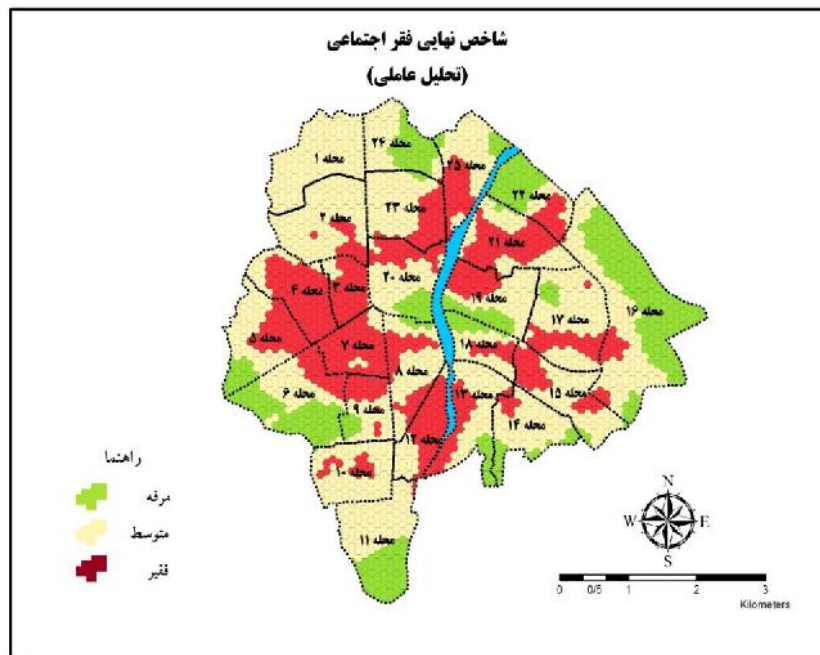 شاخص نهایی فقر اجتماعی
(تحلیل عاملی)
محله ۲۴
محله ۱
محله ۲۵
محله ۲۲
محله ۲۳
محله ۲
محله ۲۱
محله ۲۰
محله ۳
محله ۴
محله ۱۹
محله ۱۶
محله ۱۷
محله ۵
محله ۷
محله ۱۸
محله ۸
محله ۶
محله ۱۳
محله ۱۵
محله ۹
محله ۱۴
محله ۱۲
محله ۱۰
محله ۱۱
راهنما
مرفه
متوسط
فقیر
N
W E
S
0 0/5 1 2 3
Kilometers